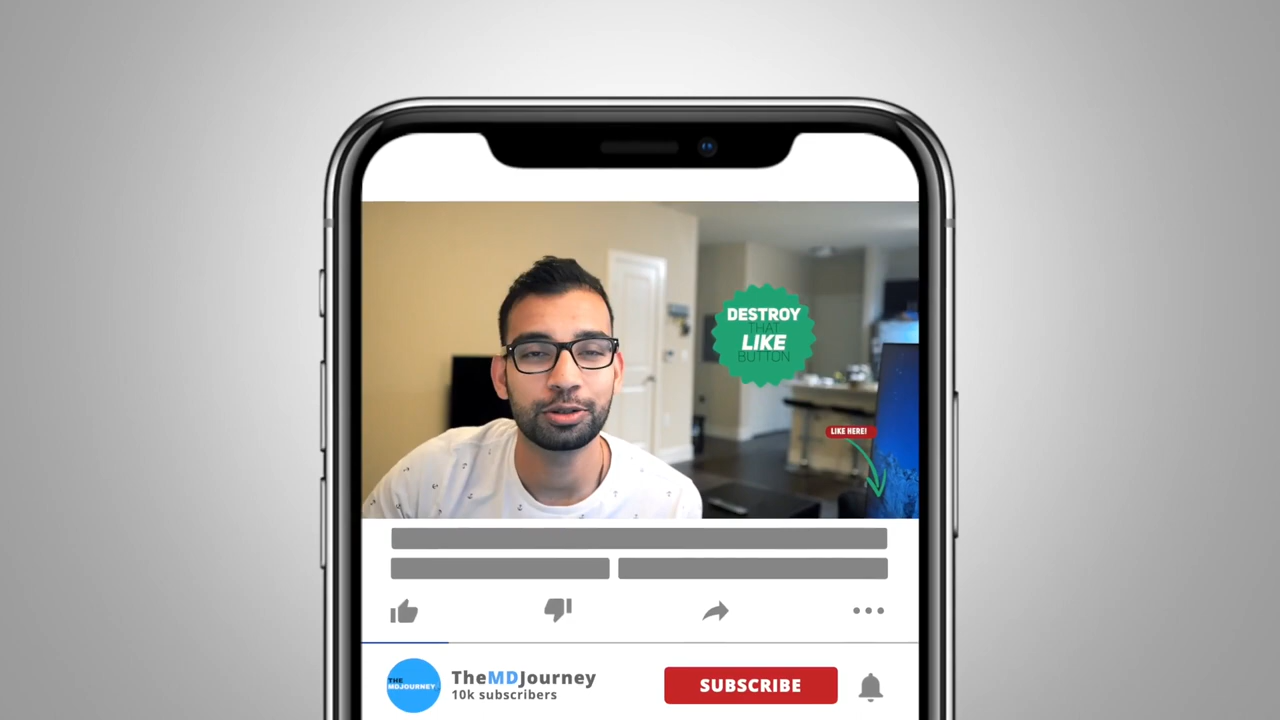 DESTROY
THAT
LIKE
BUTTON
LIKE HERE!
THE
MDJOURNEY
TheMDJourney
10k subscribers
SUBSCRIBE